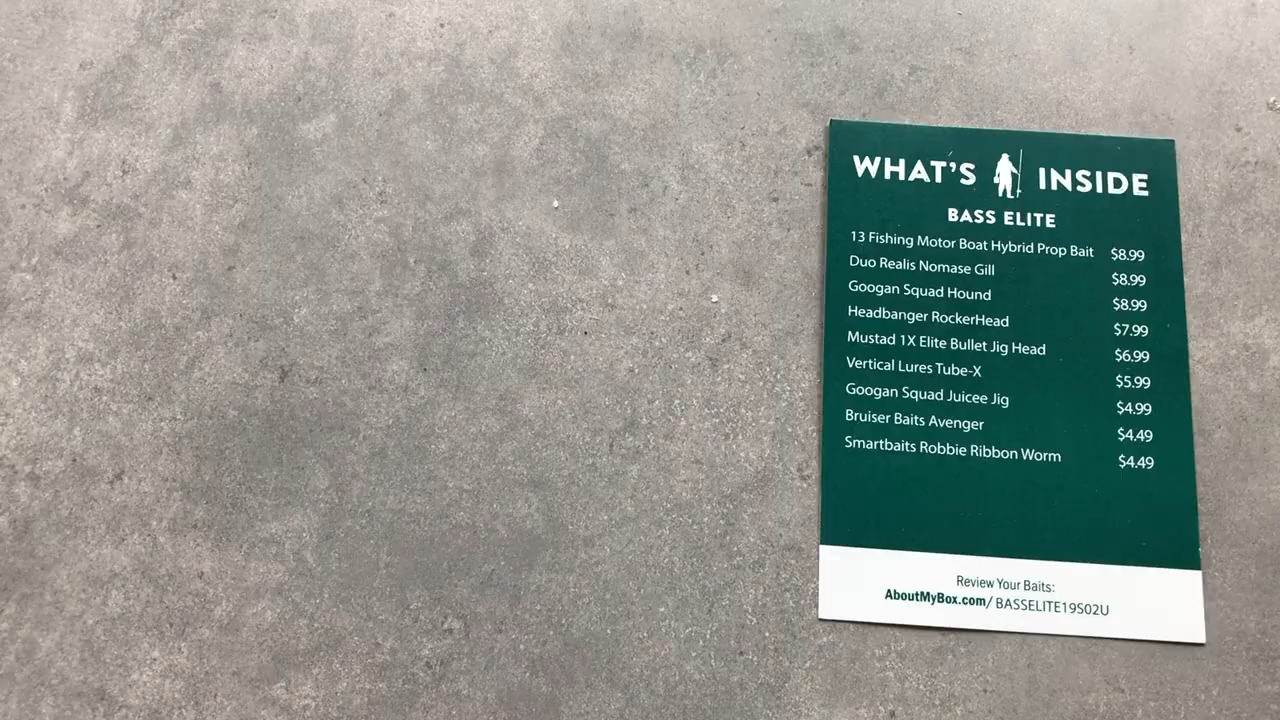 WHAT'S INSIDE
BASS ELITE
13 Fishing Motor Boat Hybrid Prop Bait $8.99
Duo Realis Nomase Gill $8.99
Googan Squad Hound $8.99
Headbanger RockerHead $7.99
Mustad 1X Elite Bullet Jig Head $6.99
Vertical Lures Tube-X $5.99
Googan Squad Juicee Jig $4.99
Bruiser Baits Avenger $4.49
Smartbaits Robbie Ribbon Worm $4.49
Review Your Baits:
AboutMyBox.com/ BASSELITE19S02U